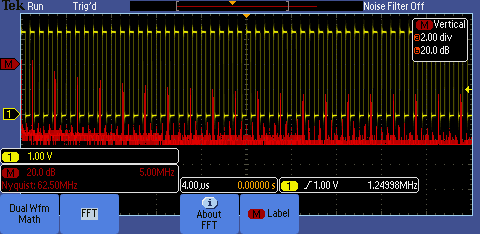 Tek Run Trig'd Noise Filter Off
M Vertical
a 2.00 div
a 20.0 dB
M
1
1 1.00 V
M 20.0 dB 5.00MHz
Nyquist: 62.50MHz
4.00µs 0.00000 s
1 1.00 V 1.24998MHz
Dual Wfm
Math
FFT
i
About
FFT
M Label